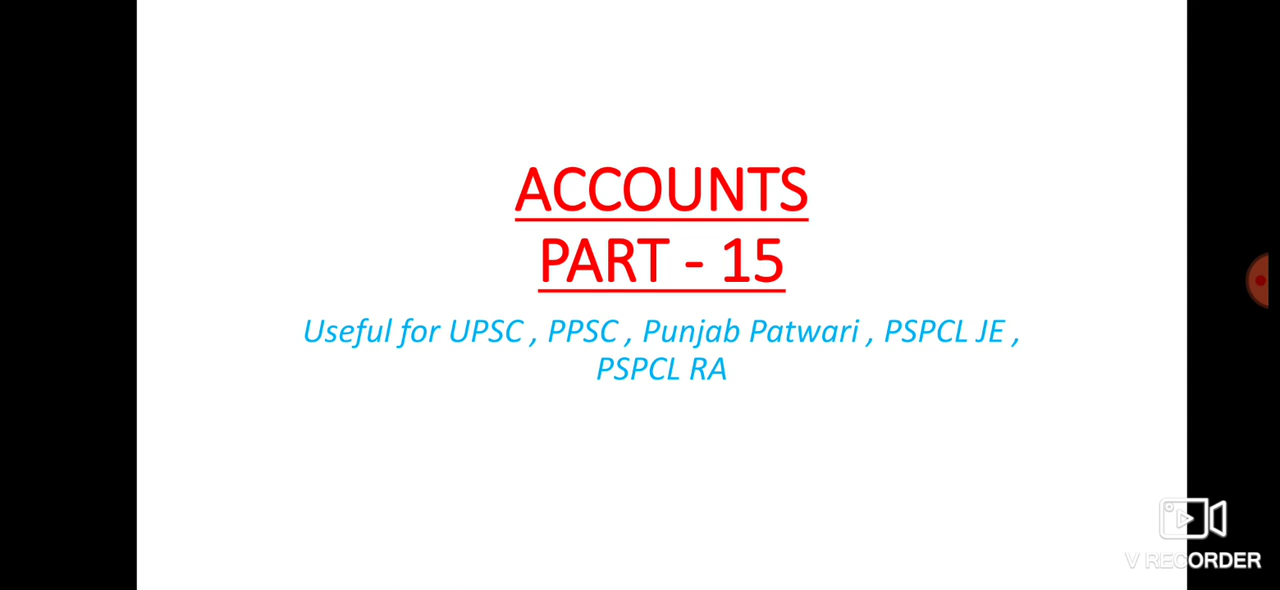 ACCOUNTS
PART - 15
Useful for UPSC , PPSC , Punjab Patwari , PSPCL JE ,
PSPCL RA
V RECORDER